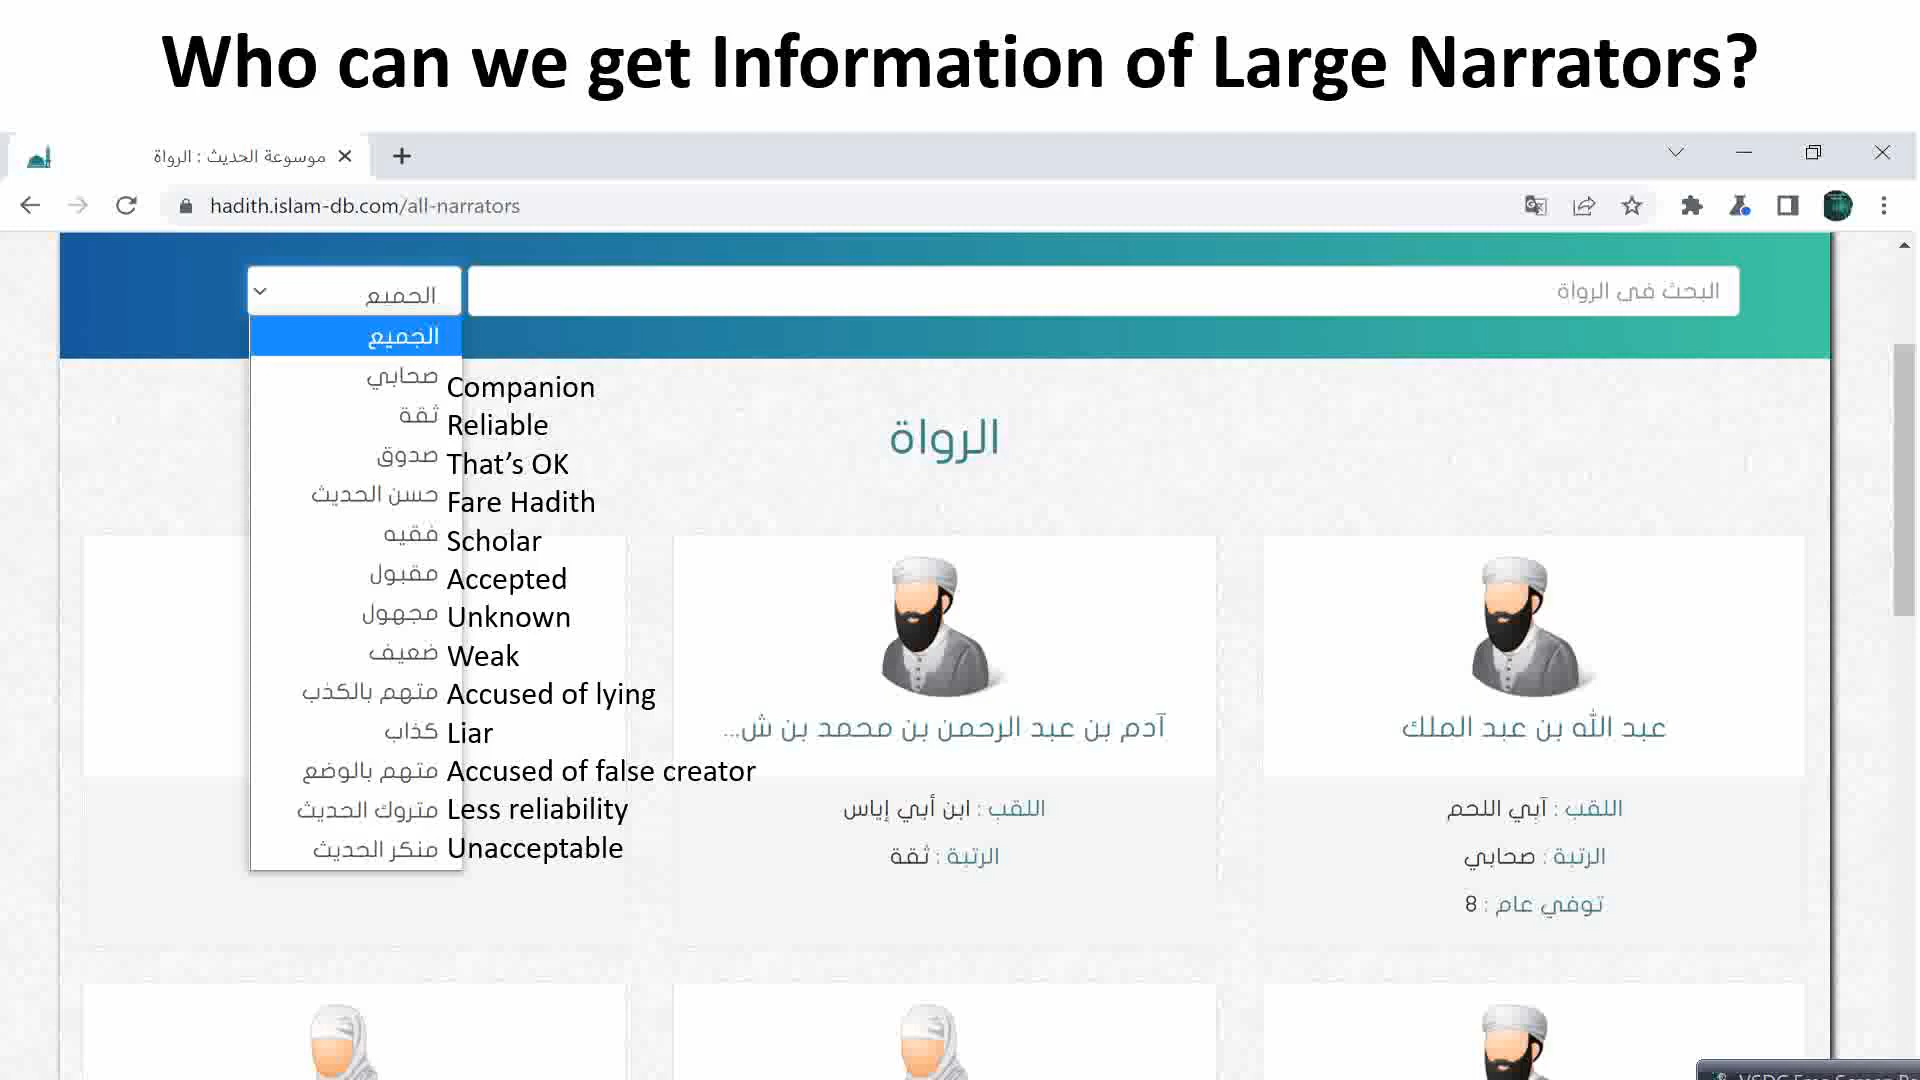 Who can we get Information of Large Narrators?
موسوعة الحديث : الرواة
hadith.islam-db.com/all-narrators
البحث في الرواة
الجميع
الجميع
صحابي Companion
ثقة Reliable
صدوق That’s OK
حسن الحديث Fare Hadith
فقيه Scholar
مقبول Accepted
مجهول Unknown
ضعيف Weak
متهم بالكذب Accused of lying
كذاب Liar
متهم بالوضع Accused of false creator
متروك الحديث Less reliability
منكر الحديث Unacceptable
الرواة
عبد الله بن عبد الملك
اللقب : آبي اللحم
الرتبة : صحابي
توفي عام : 8
آدم بن عبد الرحمن بن محمد بن ش...
اللقب : ابن أبي إياس
الرتبة : ثقة